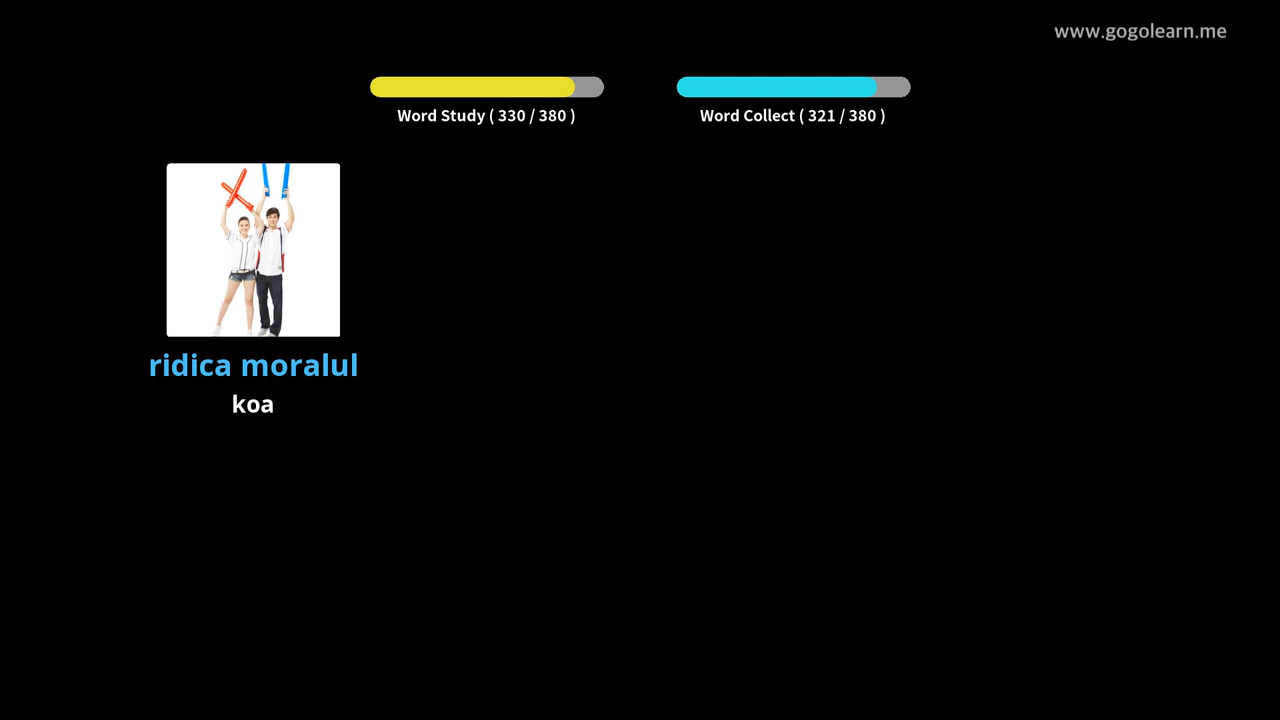 www.gogolearn.me
Word Study ( 330 / 380 )
Word Collect ( 321 / 380 )
ridica moralul
koa